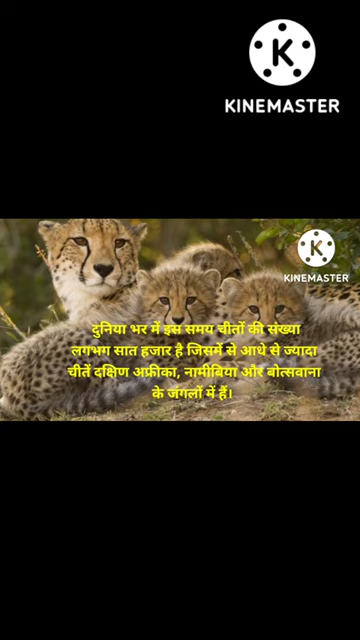 KINEMASTER
KINEMASTER
दुनिया भर में इस समय चीतों की संख्या
लगभग सात हजार है जिसमें से आधे से ज्यादा
चीतें दक्षिण अफ्रीका, नामीबिया और बोत्सवाना
के जंगलों में हैं।